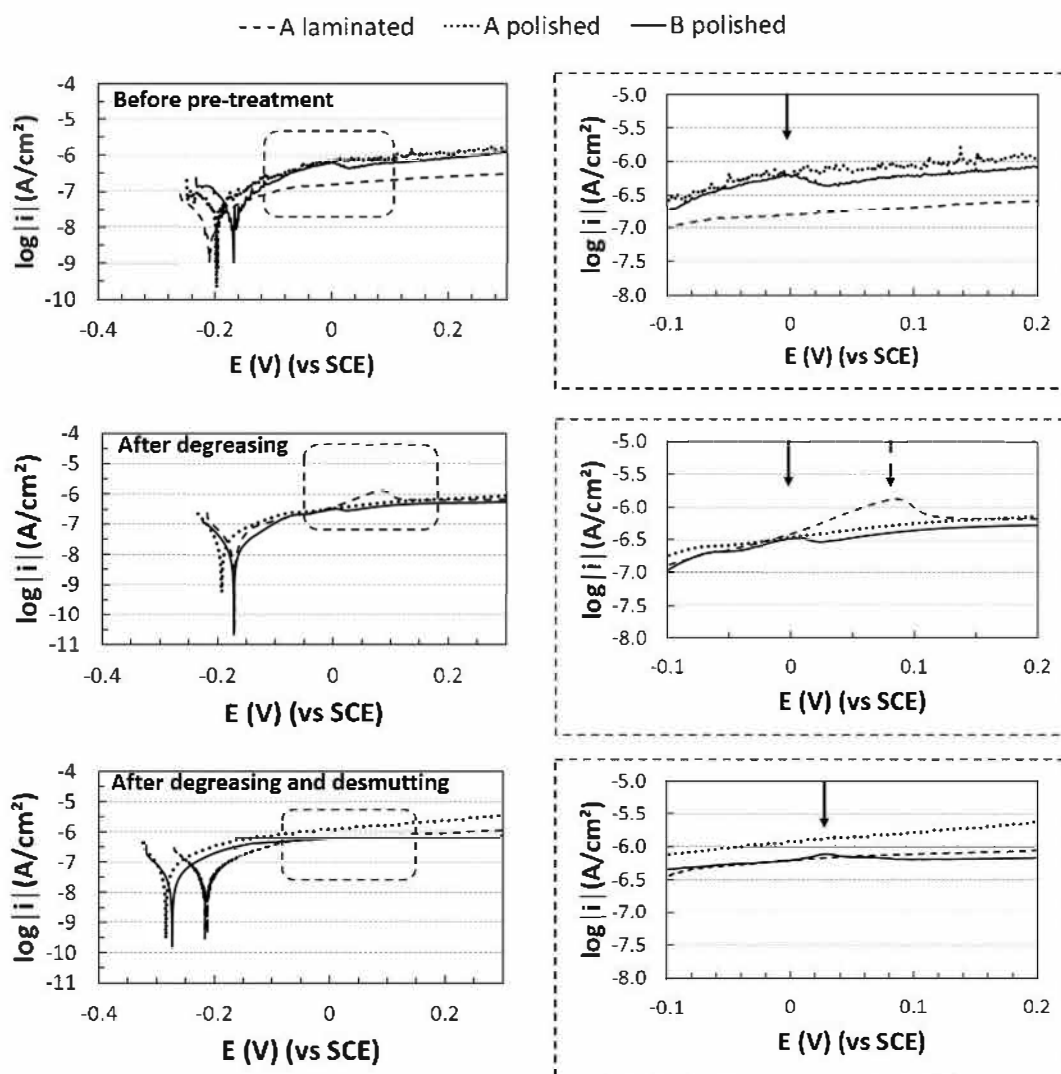 A laminated A polished B polished
Before pre-treatment
log|i|(A/cm²)
-4
-5
-6
-7
-8
-9
-10
-0.4 -0.2 0 0.2
E (V) (vs SCE)
log|i|(A/cm²)
-5.0
-5.5
-6.0
-6.5
-7.0
-7.5
-8.0
-0.1 0 0.1 0.2
E (V) (vs SCE)
After degreasing
log|i|(A/cm²)
-4
-5
-6
-7
-8
-9
-10
-11
-0.4 -0.2 0 0.2
E (V) (vs SCE)
log|i|(A/cm²)
-5.0
-5.5
-6.0
-6.5
-7.0
-7.5
-8.0
-0.1 0 0.1 0.2
E (V) (vs SCE)
After degreasing and desmutting
log|i|(A/cm²)
-4
-5
-6
-7
-8
-9
-10
-11
-0.4 -0.2 0 0.2
E (V) (vs SCE)
log|i|(A/cm²)
-5.0
-5.5
-6.0
-6.5
-7.0
-7.5
-8.0
-0.1 0 0.1 0.2
E (V) (vs SCE)